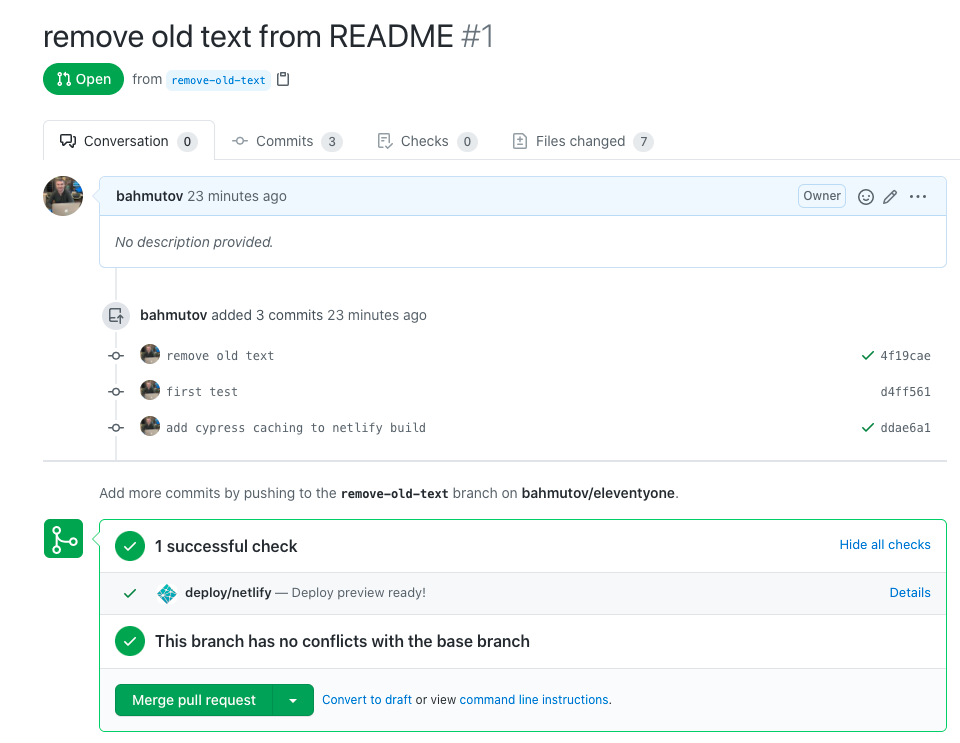 remove old text from README #1
Open from remove-old-text
Conversation 0 Commits 3 Checks 0 Files changed 7
bahmutov 23 minutes ago Owner
No description provided.
bahmutov added 3 commits 23 minutes ago
remove old text 4f19cae
first test d4ff561
add cypress caching to netlify build ddae6a1
Add more commits by pushing to the remove-old-text branch on bahmutov/eleventyone.
1 successful check Hide all checks
deploy/netlify — Deploy preview ready! Details
This branch has no conflicts with the base branch
Merge pull request Convert to draft or view command line instructions.